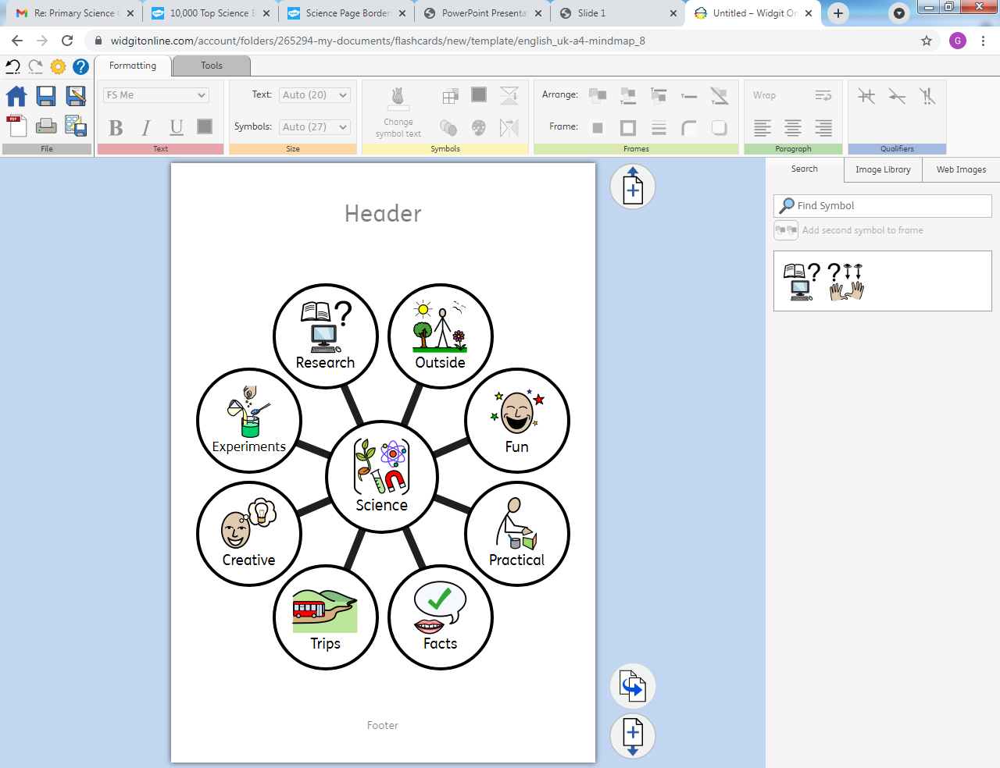 Re: Primary Science
10,000 Top Science B
Science Page Border
PowerPoint Presenta
Slide 1
Untitled – Widgit On
widgitonline.com/account/folders/265294-my-documents/flashcards/new/template/english_uk-a4-mindmap_8
G
Formatting
Tools
FS Me
Text:
Auto (20)
Change
symbol text
Arrange:
Wrap
PDF
B I U
Symbols:
Auto (27)
Frame:
File
Text
Size
Symbols
Frames
Paragraph
Qualifiers
Search
Image Library
Web Images
Find Symbol
Add second symbol to frame
Header
Research
Outside
Experiments
Fun
Science
Creative
Practical
Trips
Facts
Footer